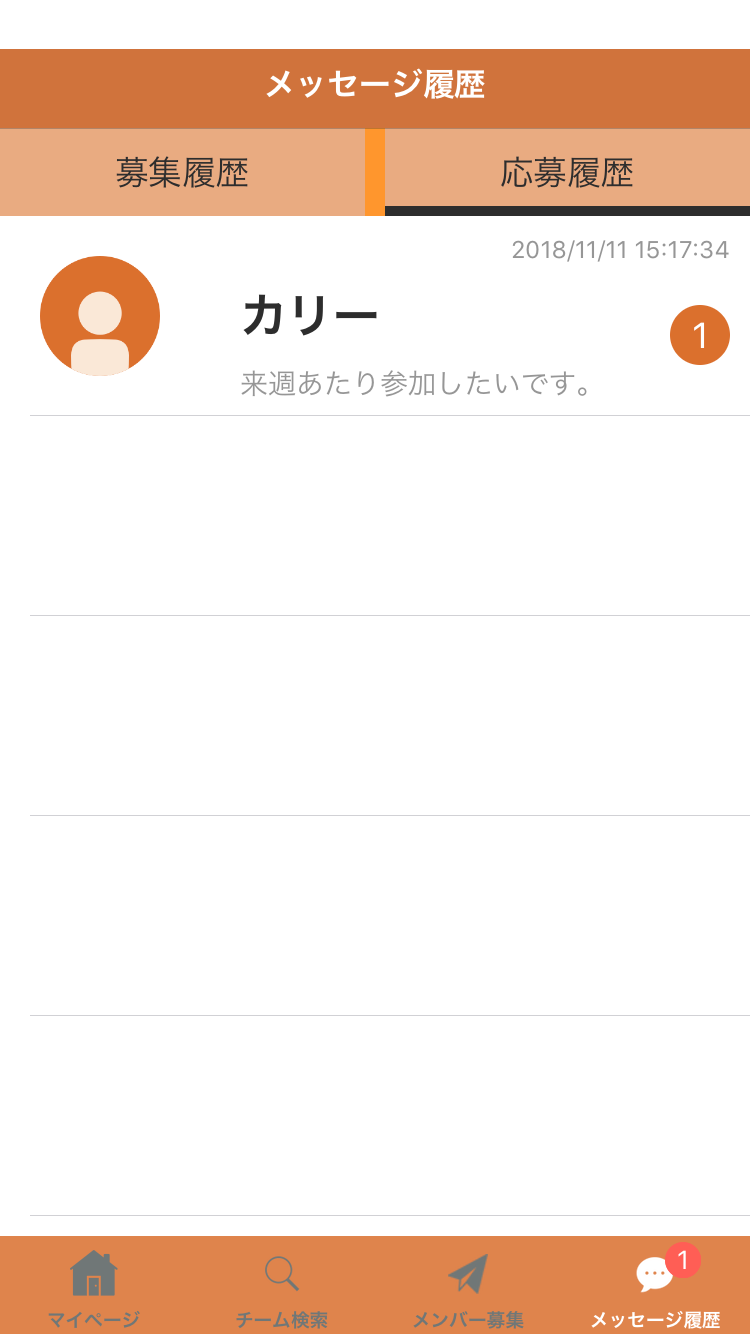 メッセージ履歴
募集履歴
応募履歴
2018/11/11 15:17:34
カリー
1
来週あたり参加したいです。
1
マイページ
チーム検索
メンバー募集
メッセージ履歴